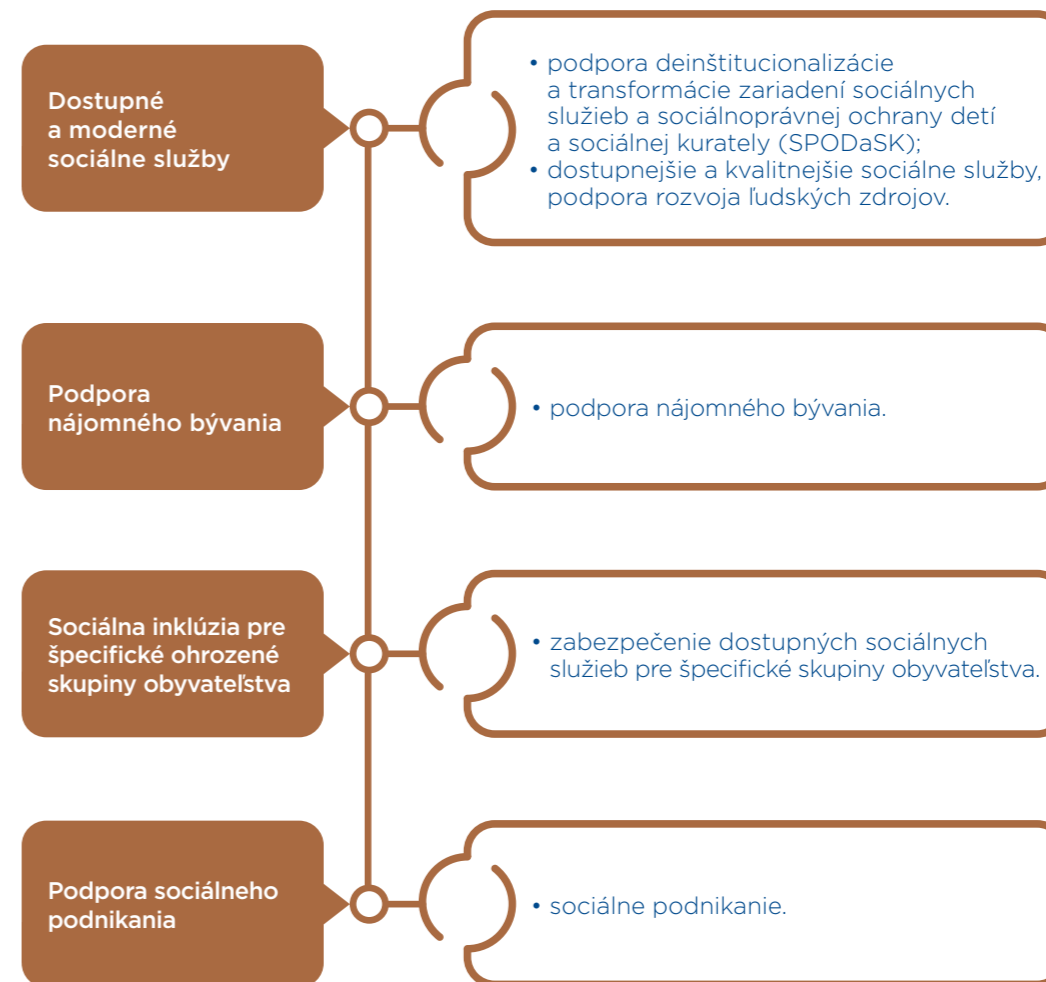 Dostupné
a moderné
sociálne služby
• podpora deinštitucionalizácie
a transformácie zariadení sociálnych
služieb a sociálnoprávnej ochrany detí
a sociálnej kurately (SPODaSK);
• dostupnejšie a kvalitnejšie sociálne služby,
podpora rozvoja ľudských zdrojov.
Podpora
nájomného bývania
• podpora nájomného bývania.
Sociálna inklúzia pre
špecifické ohrozené
skupiny obyvateľstva
• zabezpečenie dostupných sociálnych
služieb pre špecifické skupiny obyvateľstva.
Podpora sociálneho
podnikania
• sociálne podnikanie.